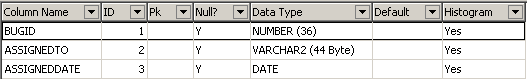 Column Name ID Pk Null? Data Type Default Histogram
BUGID 1 Y NUMBER (36) Yes
ASSIGNEDTO 2 Y VARCHAR2 (44 Byte) Yes
ASSIGNEDDATE 3 Y DATE Yes